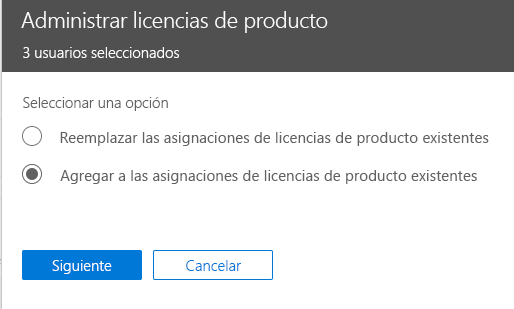 Administrar licencias de producto
3 usuarios seleccionados
Seleccionar una opción
Reemplazar las asignaciones de licencias de producto existentes
Agregar a las asignaciones de licencias de producto existentes
Siguiente
Cancelar